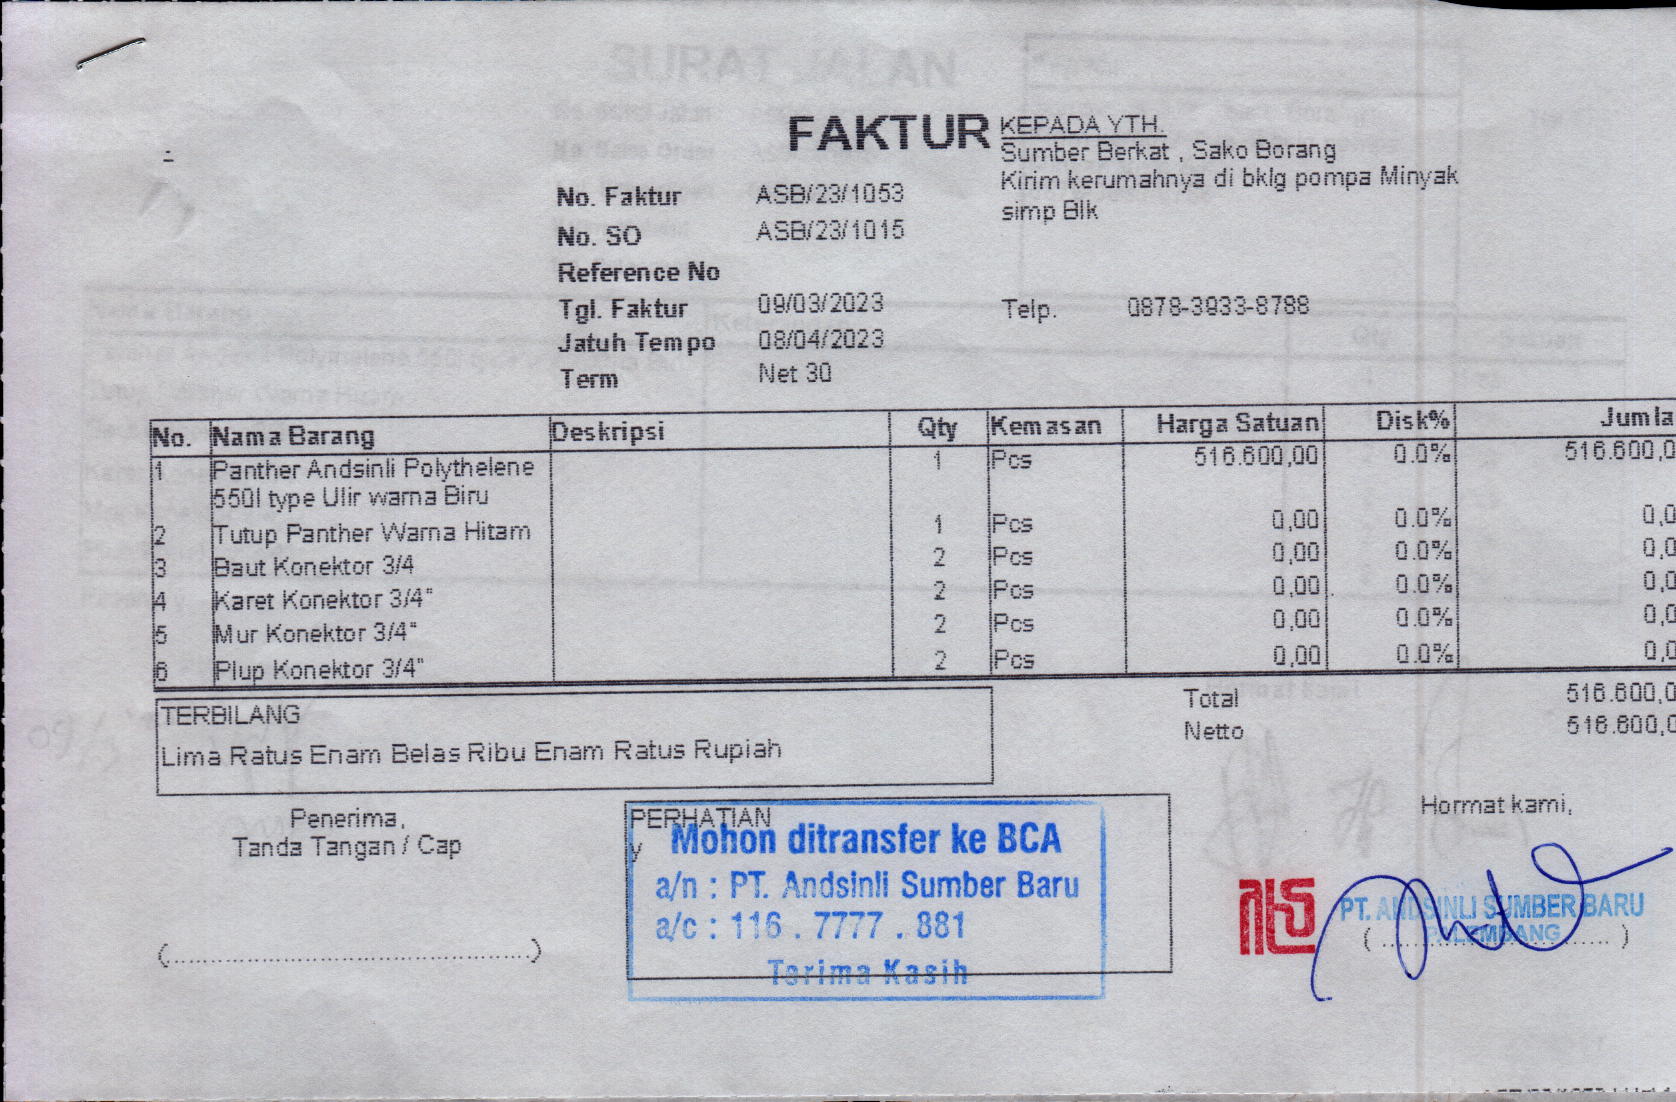 FAKTUR
KEPADA YTH.
Sumber Berkat , Sako Borang
Kirim kerumahnya di bklg pompa Minyak
simp Blk
No. Faktur ASB/23/1053
No. SO ASB/23/1015
Reference No
Tgl. Faktur 09/03/2023 Telp. 0878-3933-8788
Jatuh Tempo 08/04/2023
Term Net 30
No. Nama Barang Deskripsi Qty Kemasan Harga Satuan Disk% Jumla
1 Panther Andsinli Polythelene 1 Pcs 516.600,00 0.0% 516.600,0
550l type Ulir warna Biru
2 Tutup Panther Warna Hitam 1 Pcs 0,00 0.0% 0,0
3 Baut Konektor 3/4 2 Pcs 0,00 0.0% 0,0
4 Karet Konektor 3/4" 2 Pcs 0,00 0.0% 0,0
5 Mur Konektor 3/4" 2 Pcs 0,00 0.0% 0,0
6 Plup Konektor 3/4" 2 Pcs 0,00 0.0% 0,0
Total 516.600,0
Netto 516.600,0
TERBILANG
Lima Ratus Enam Belas Ribu Enam Ratus Rupiah
Penerima,
Tanda Tangan / Cap
(..............................................)
PERHATIAN
y
Mohon ditransfer ke BCA
a/n : PT. Andsinli Sumber Baru
a/c : 116 . 7777 . 881
Terima Kasih
Hormat kami,
PT. ANDSINLI SUMBER BARU
PALEMBANG
(..............................)